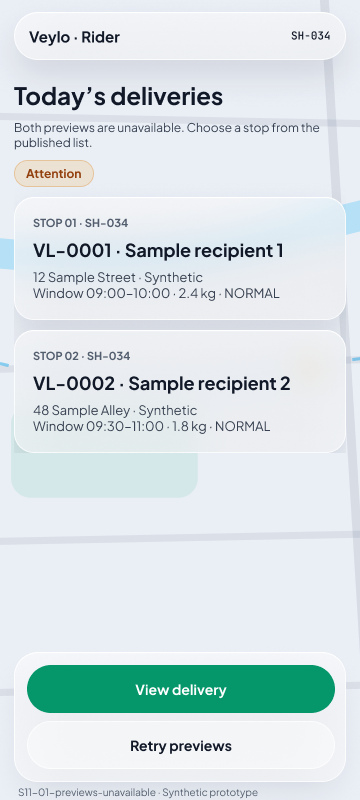 Veylo · Rider
SH-034
Today’s deliveries
Both previews are unavailable. Choose a stop from the
published list.
Attention
STOP 01 · SH-034
VL-0001 · Sample recipient 1
12 Sample Street · Synthetic
Window 09:00–10:00 · 2.4 kg · NORMAL
STOP 02 · SH-034
VL-0002 · Sample recipient 2
48 Sample Alley · Synthetic
Window 09:30–11:00 · 1.8 kg · NORMAL
View delivery
Retry previews
S11-01-previews-unavailable · Synthetic prototype